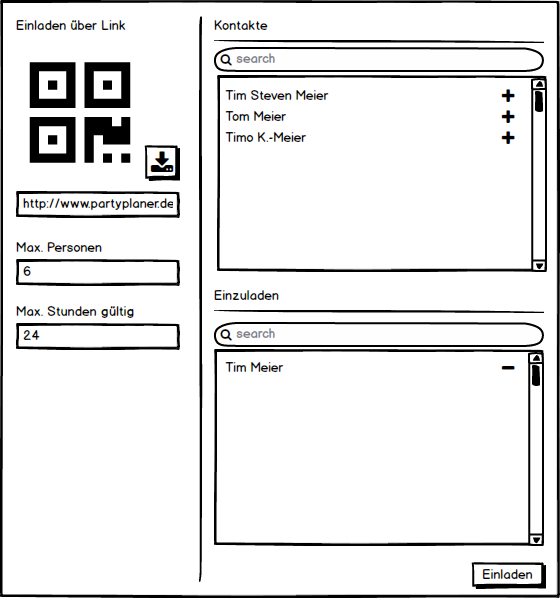 Einladen über Link
http://www.partyplaner.de
Max. Personen
6
Max. Stunden gültig
24
Kontakte
search
Tim Steven Meier
Tom Meier
Timo K.-Meier
Einzuladen
search
Tim Meier
Einladen